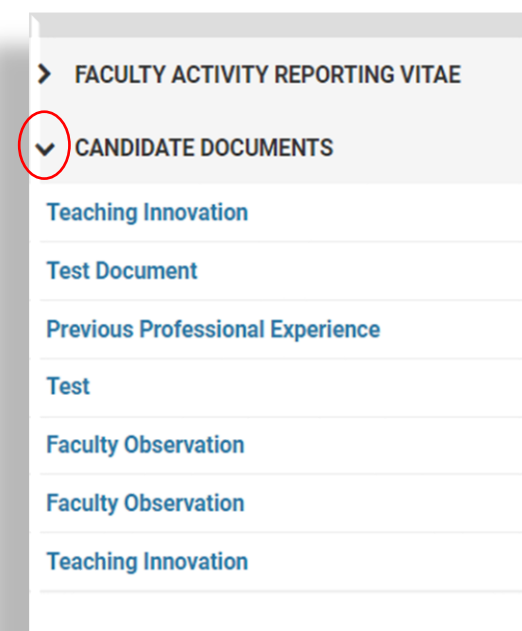 FACULTY ACTIVITY REPORTING VITAE
CANDIDATE DOCUMENTS
Teaching Innovation
Test Document
Previous Professional Experience
Test
Faculty Observation
Faculty Observation
Teaching Innovation